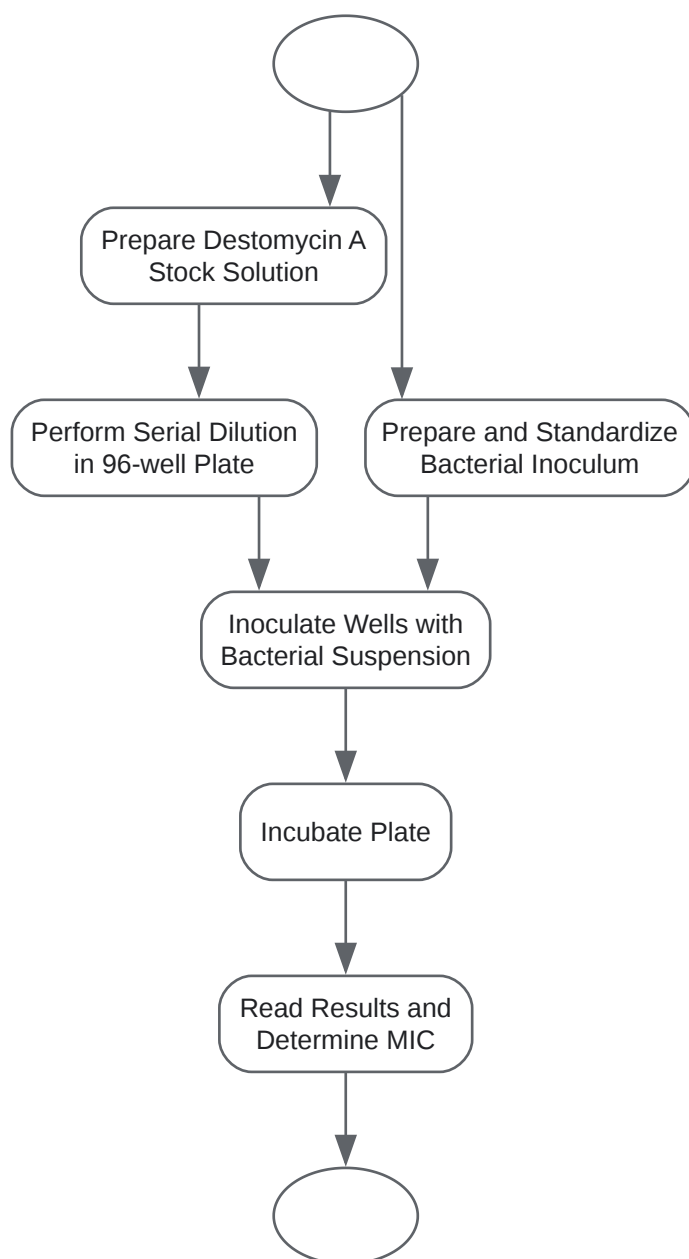 Prepare Destomycin A
Stock Solution
Perform Serial Dilution
in 96-well Plate
Prepare and Standardize
Bacterial Inoculum
Inoculate Wells with
Bacterial Suspension
Incubate Plate
Read Results and
Determine MIC